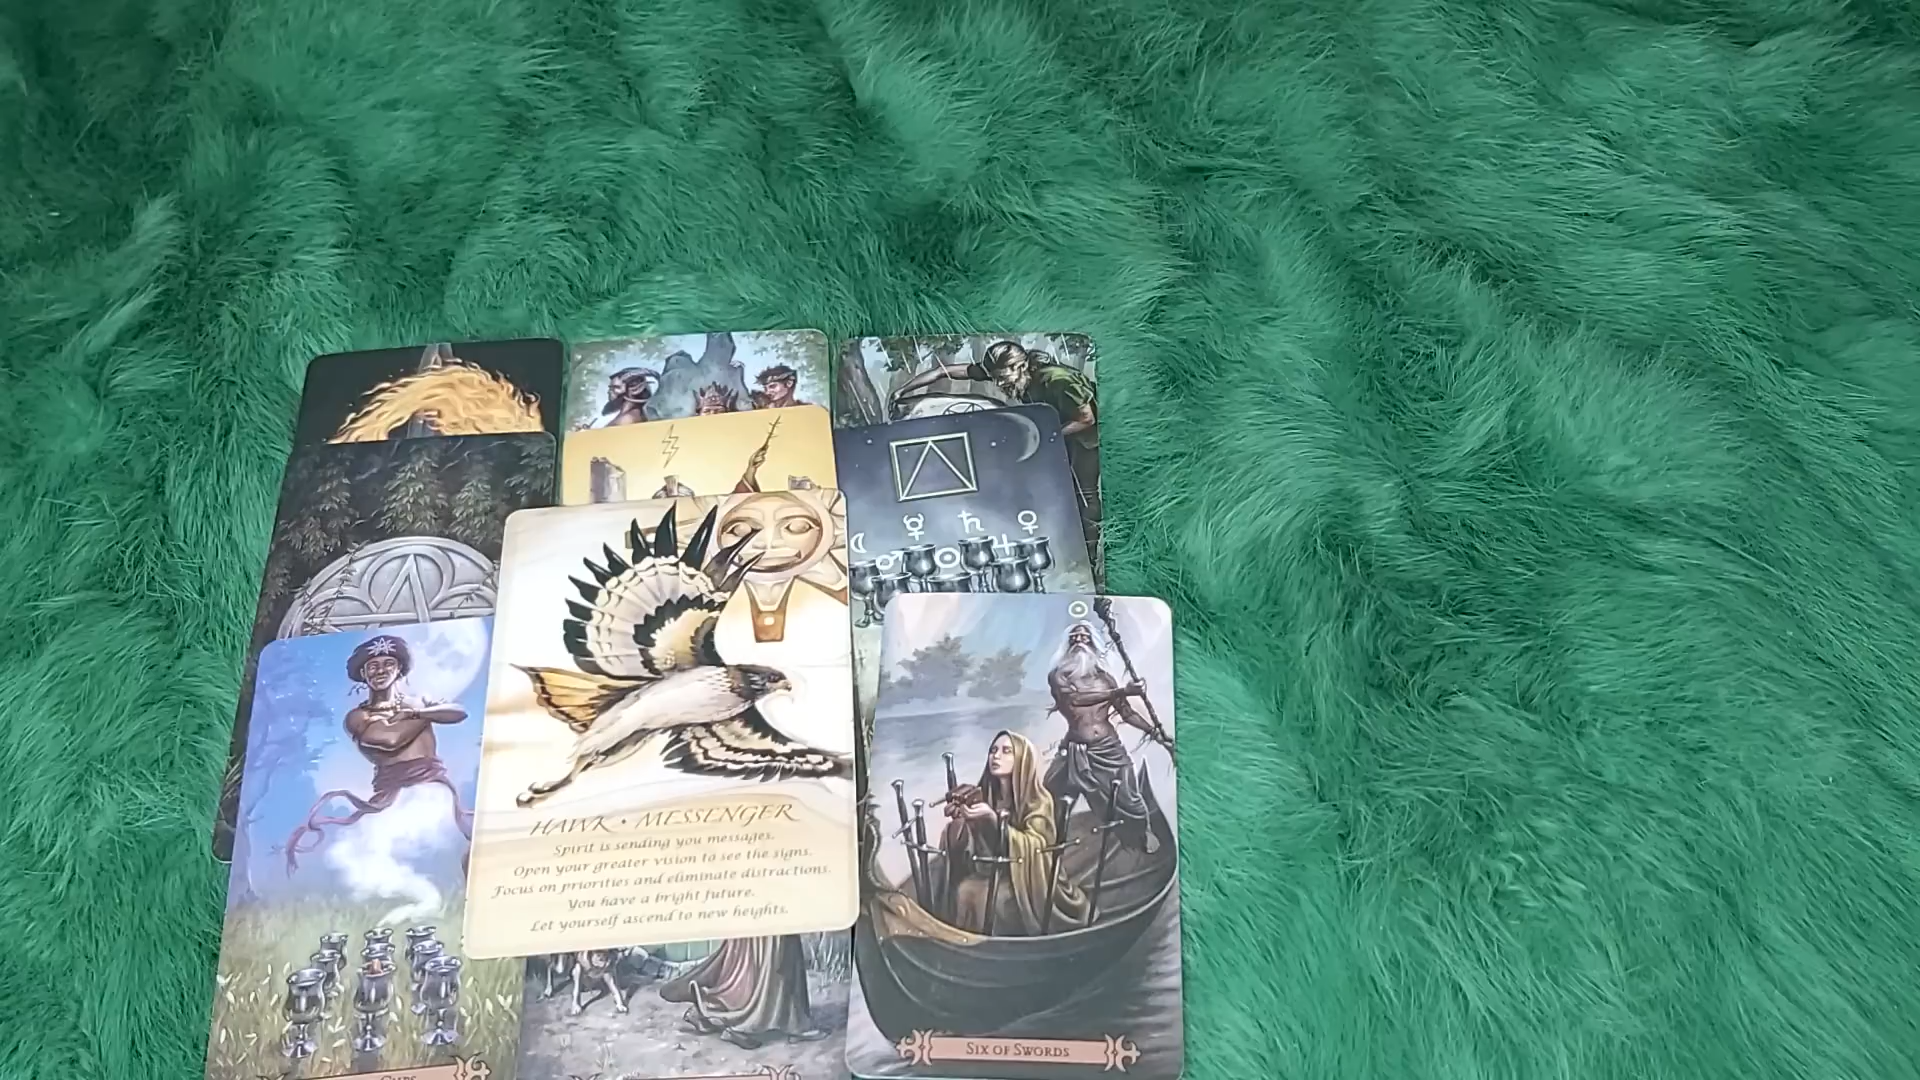 HAWK • MESSENGER
Spirit is sending you messages.
Open your greater vision to see the signs.
Focus on priorities and eliminate distractions.
You have a bright future.
Let yourself ascend to new heights.
SIX OF SWORDS
CUPS